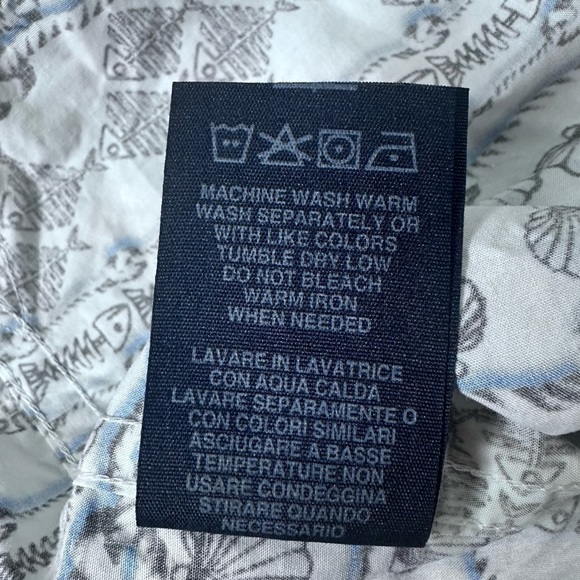 MACHINE WASH WARM
WASH SEPARATELY OR
WITH LIKE COLORS
TUMBLE DRY LOW
DO NOT BLEACH
WARM IRON
WHEN NEEDED
LAVARE IN LAVATRICE
CON AQUA CALDA
LAVARE SEPARAMENTE O
CON COLORI SIMILARI
ASCIUGARE A BASSE
TEMPERATURE NON
USARE CONDEGGINA
STIRARE QUANDO
NECESSARIO